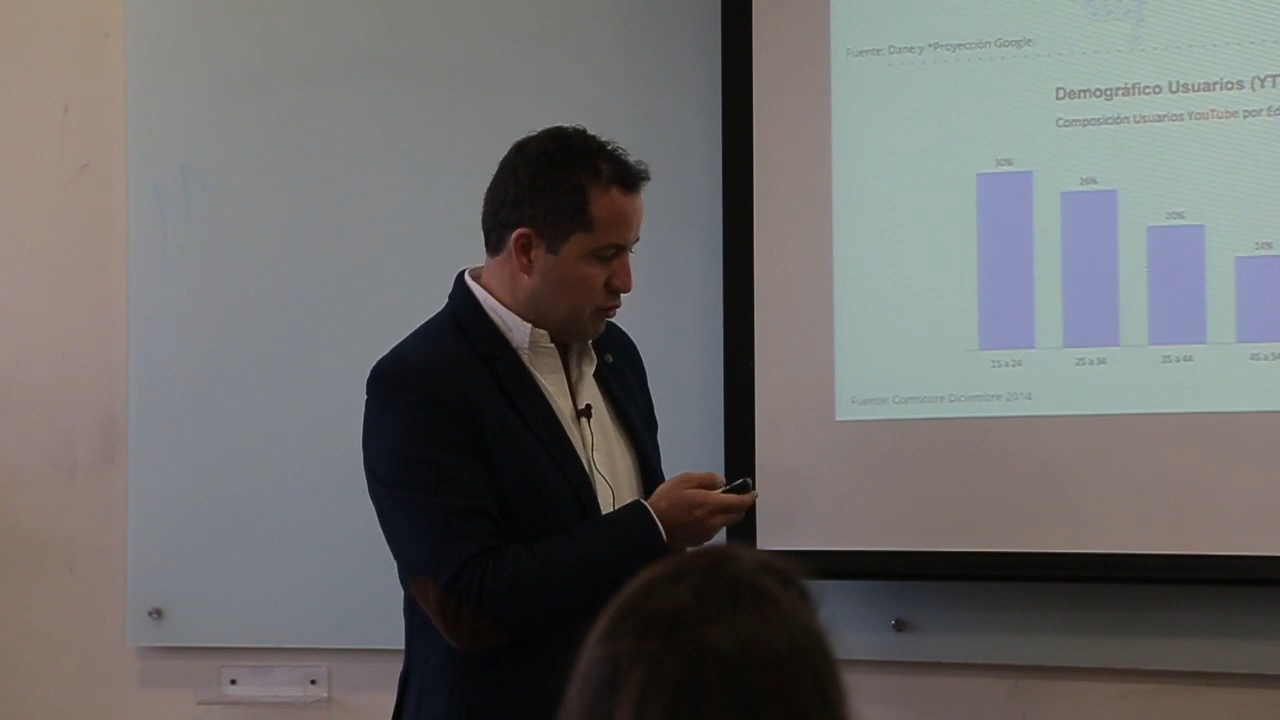 Fuente: Dane y *Proyección Google
Demográfico Usuarios (YT
Composición Usuarios YouTube por Ed
30%
26%
20%
14%
15 a 24
25 a 34
35 a 44
45 a 54
Fuente: Comscore Diciembre 2014